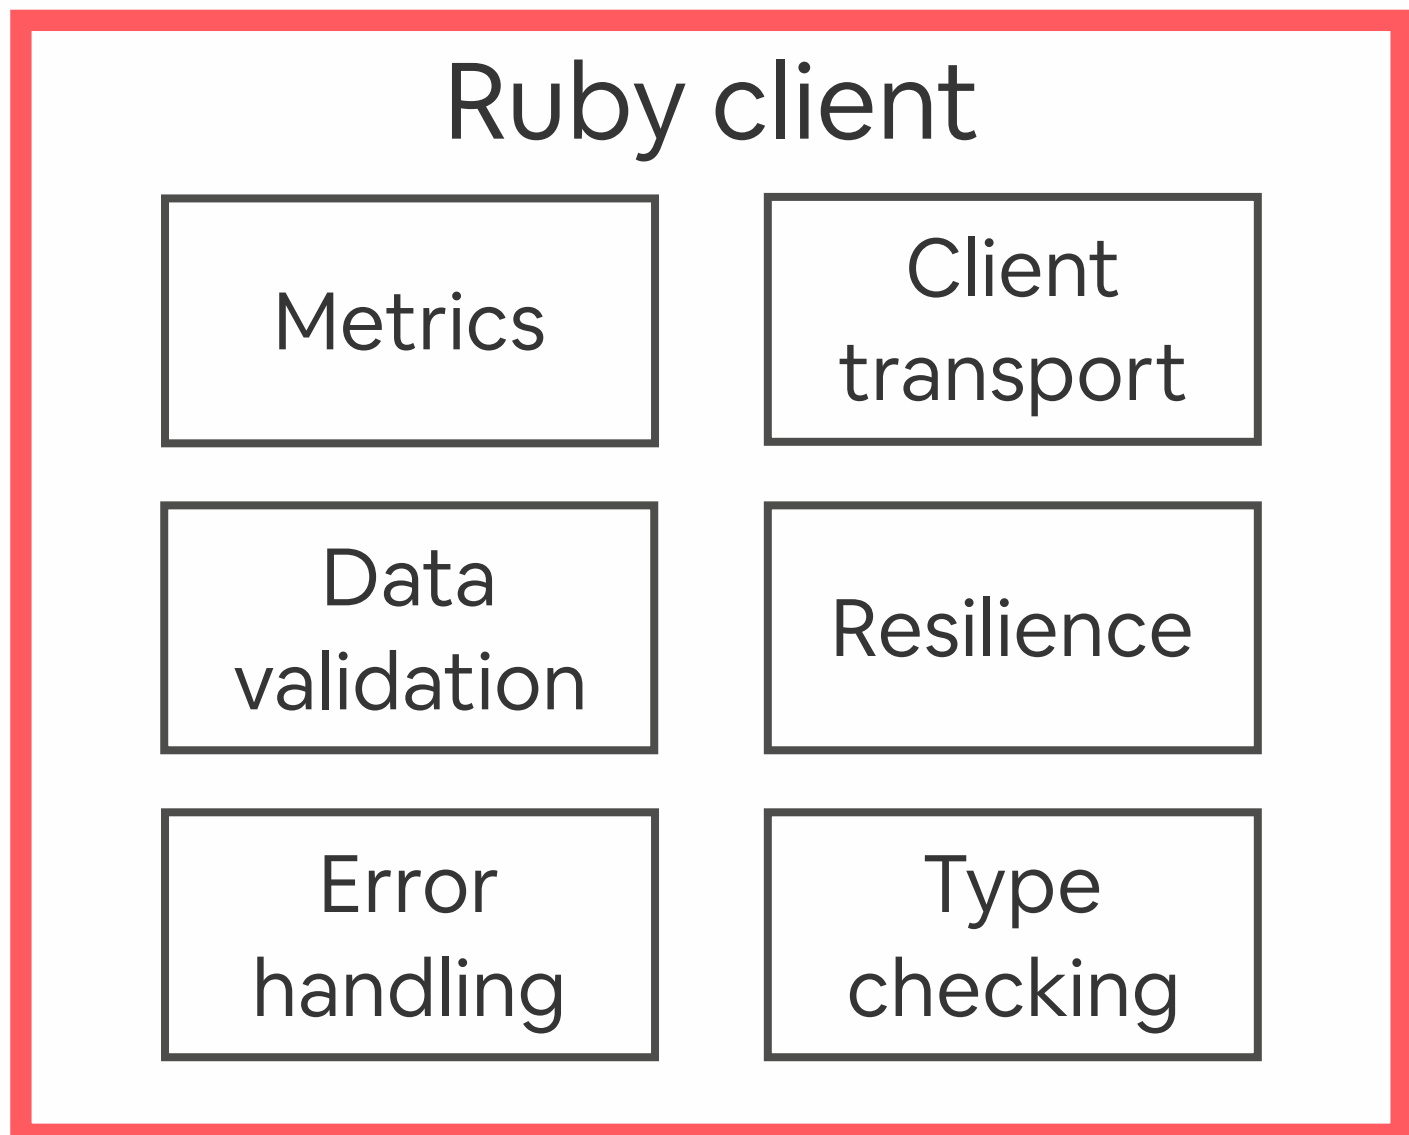 Ruby client
Metrics
Client
transport
Data
validation
Resilience
Error
handling
Type
checking